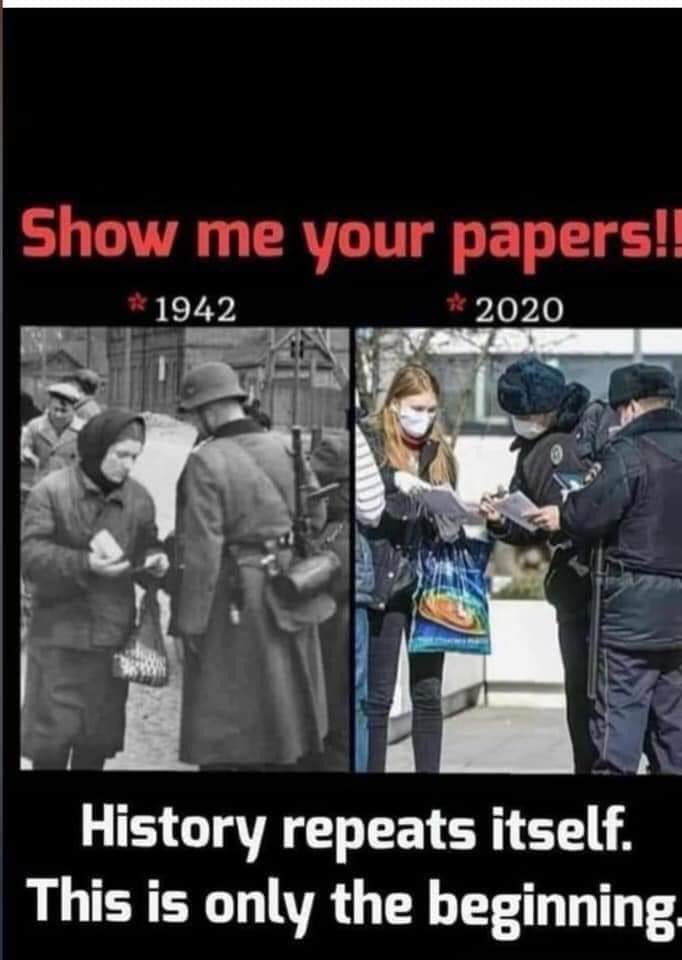 Show me your papers!!
* 1942
* 2020
History repeats itself.
This is only the beginning.